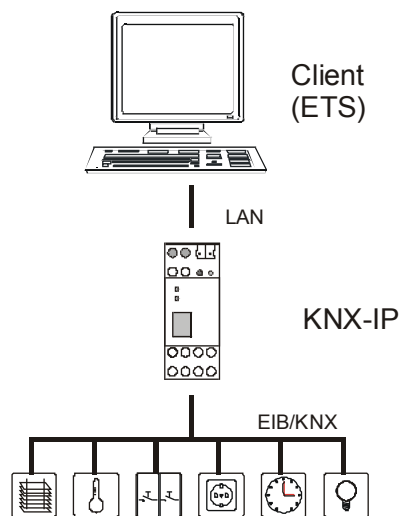 Client
(ETS)
LAN
KNX-IP
EIB/KNX